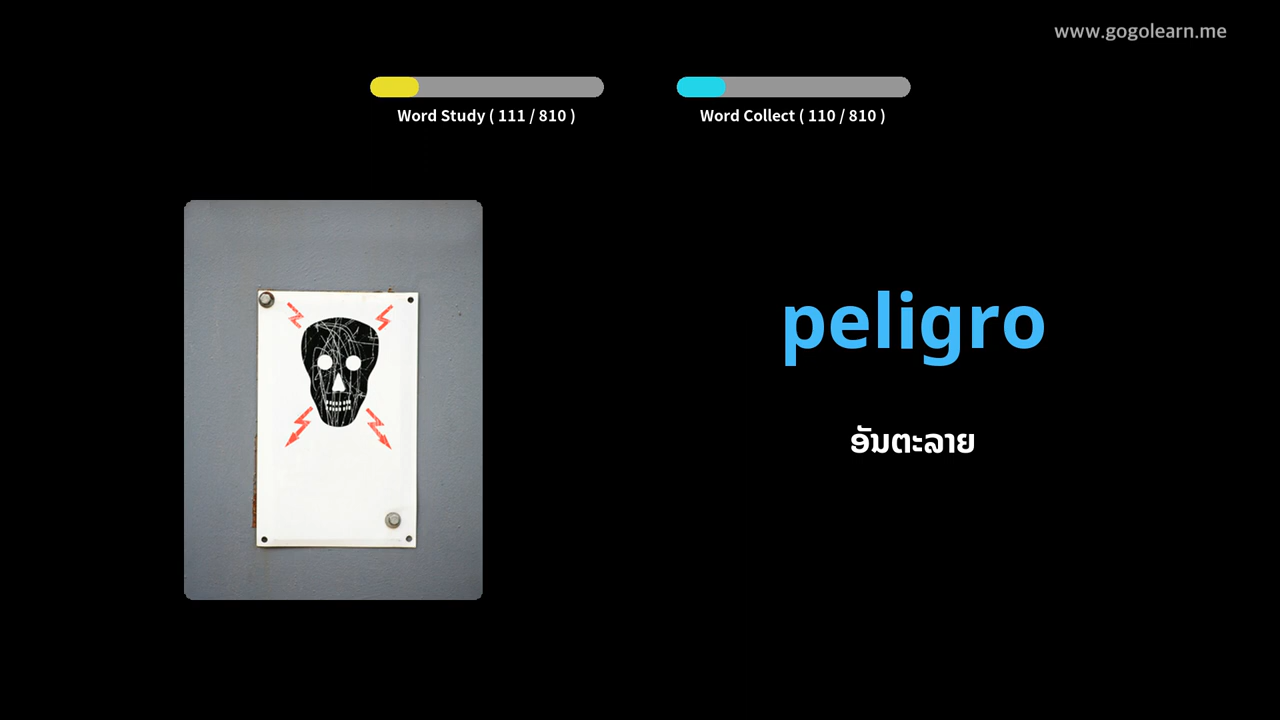 www.gogolearn.me
Word Study ( 111 / 810 )
Word Collect ( 110 / 810 )
peligro
ອັນຕະລາຍ